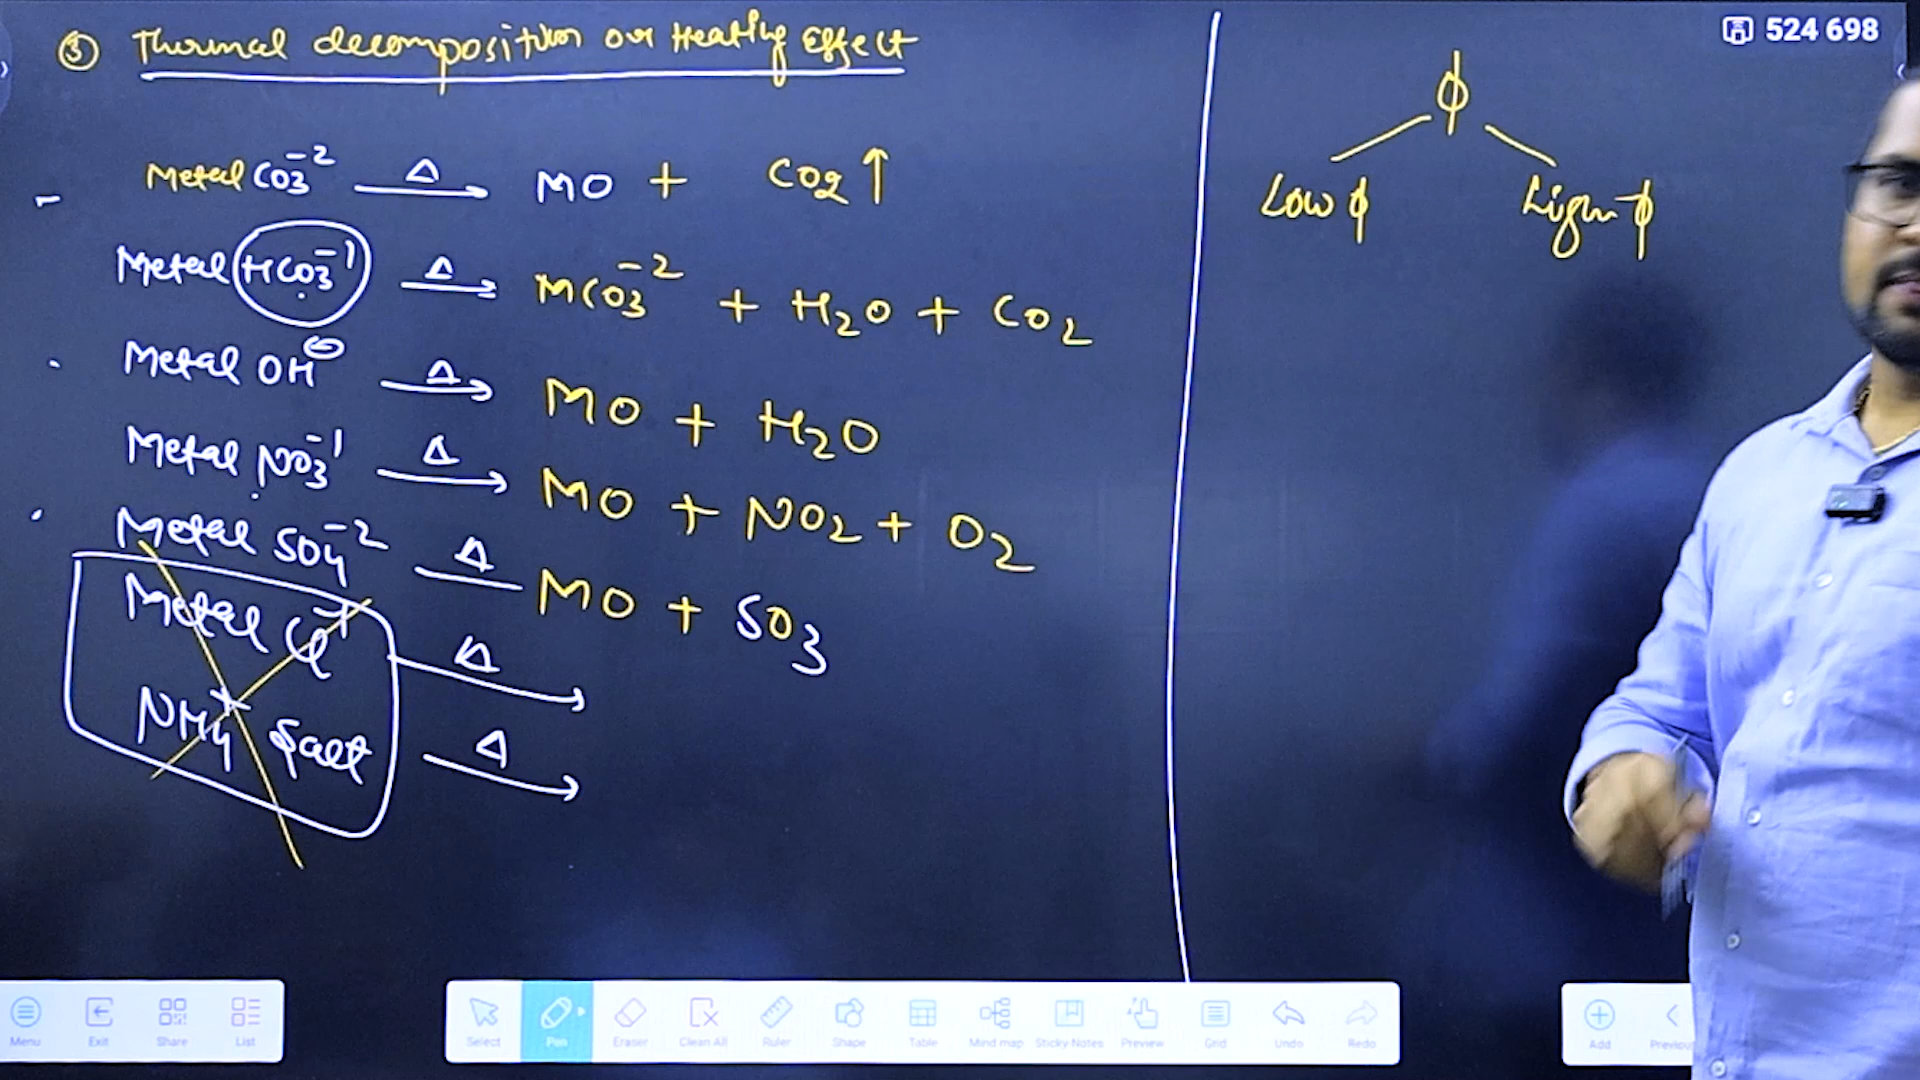 ③ Thermal decomposition or Heating Effect
Metal CO3⁻² —Δ→ MO + CO2↑
Metal HCO3⁻¹ —Δ→ MCO3⁻² + H2O + CO2
Metal OH⊖ —Δ→ MO + H2O
Metal NO3⁻¹ —Δ→ MO + NO2 + O2
Metal SO4⁻² —Δ MO + SO3
Metal Cl⁻ —Δ→
NH4⁺ Salt —Δ→
ϕ
Low ϕ
High ϕ
524 698
Menu Exit Share List
Select Pen Eraser Clean All Ruler Shape Table Mind map Sticky Notes Preview Grid Undo Redo
Add Previou